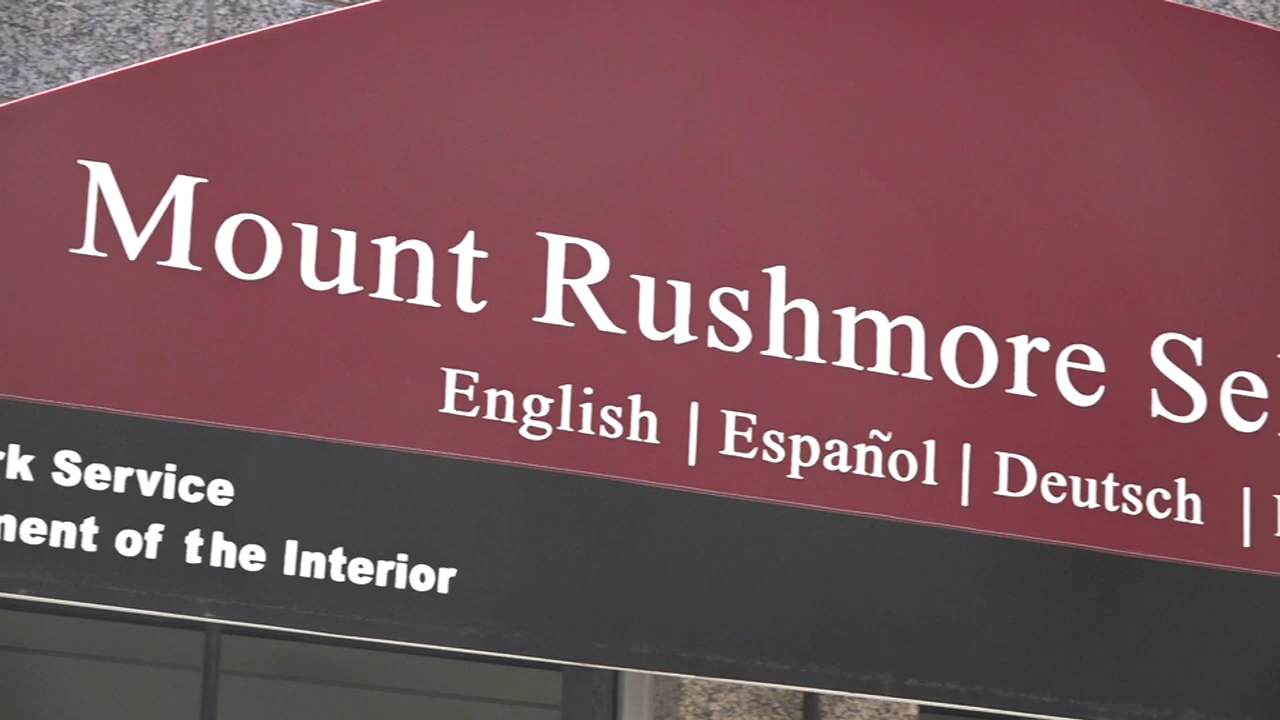 Mount Rushmore
English | Español | Deutsch |
Service
of the Interior